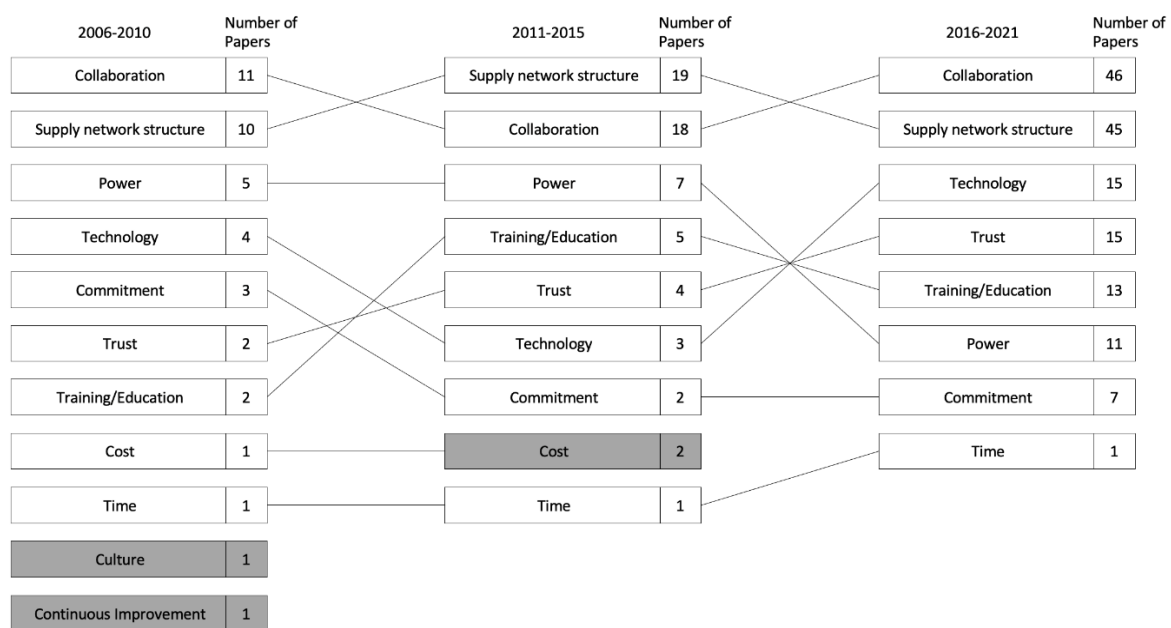 2006-2010 Number of Papers 2011-2015 Number of Papers 2016-2021 Number of Papers
Collaboration 11 Supply network structure 19 Collaboration 46
Supply network structure 10 Collaboration 18 Supply network structure 45
Power 5 Power 7 Technology 15
Technology 4 Training/Education 5 Trust 15
Commitment 3 Trust 4 Training/Education 13
Trust 2 Technology 3 Power 11
Training/Education 2 Commitment 2 Commitment 7
Cost 1 Cost 2 Time 1
Time 1 Time 1
Culture 1
Continuous Improvement 1